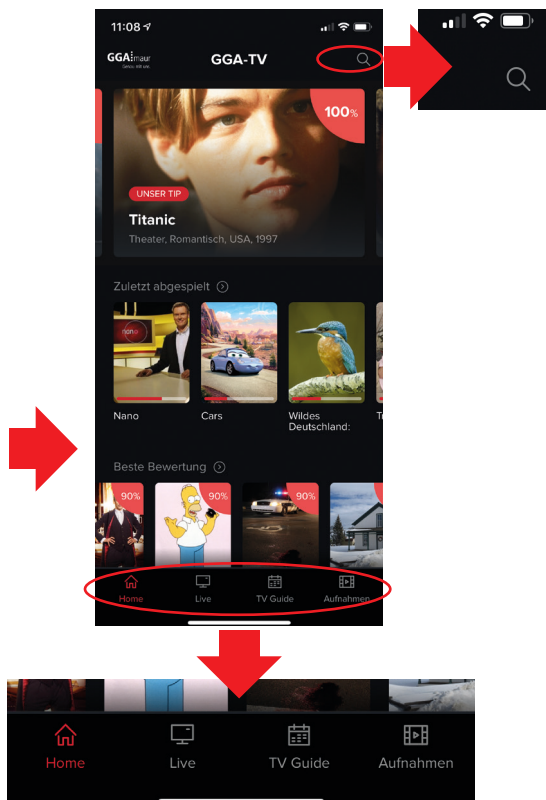 11:08
GGA:maur
GGA-TV
100%
UNSER TIP
Titanic
Theater, Romantisch, USA, 1997
Zuletzt abgespielt
nano
Nano
Cars
Wildes
Deutschland:
Beste Bewertung
90%
90%
90%
Home
Live
TV Guide
Aufnahmen
Home
Live
TV Guide
Aufnahmen